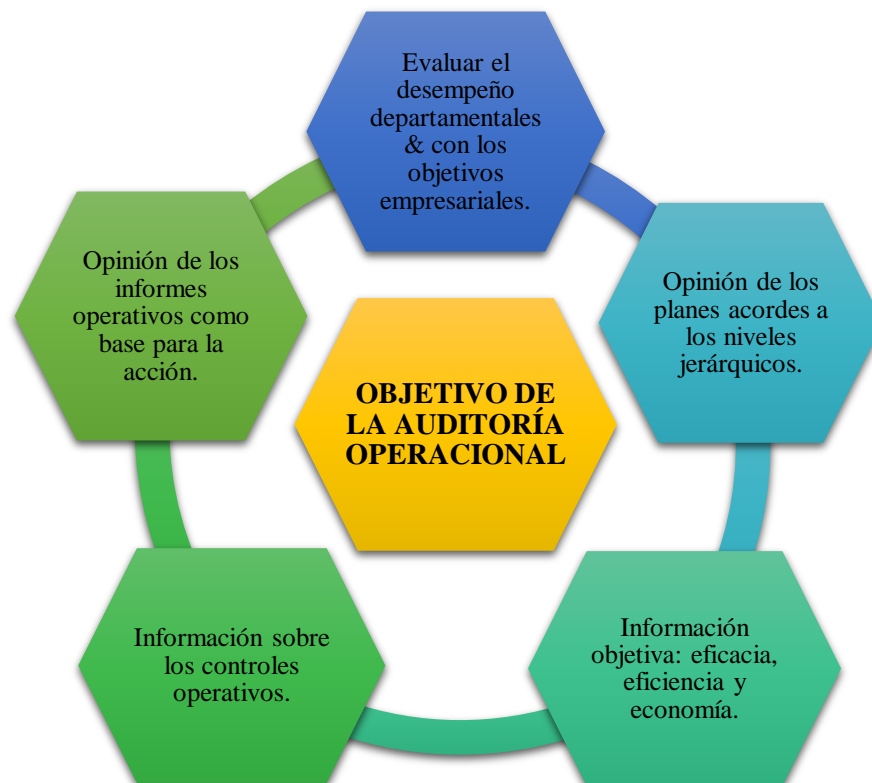 Evaluar el
desempeño
departamentales
& con los
objetivos
empresariales.
Opinión de los
planes acordes a
los niveles
jerárquicos.
Información
objetiva: eficacia,
eficiencia y
economía.
Información sobre
los controles
operativos.
Opinión de los
informes
operativos como
base para la
acción.
OBJETIVO DE
LA AUDITORÍA
OPERACIONAL